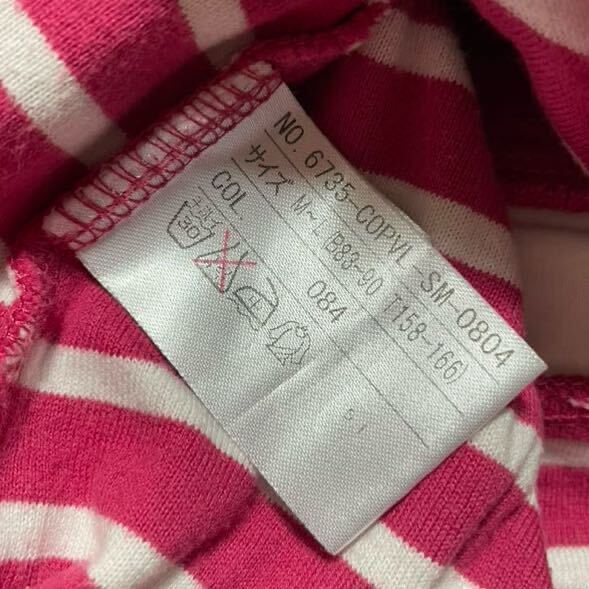 NO. 6735-COPVL-SM-0804
サイズ M~L(B83-90 T158-166)
COL. 084